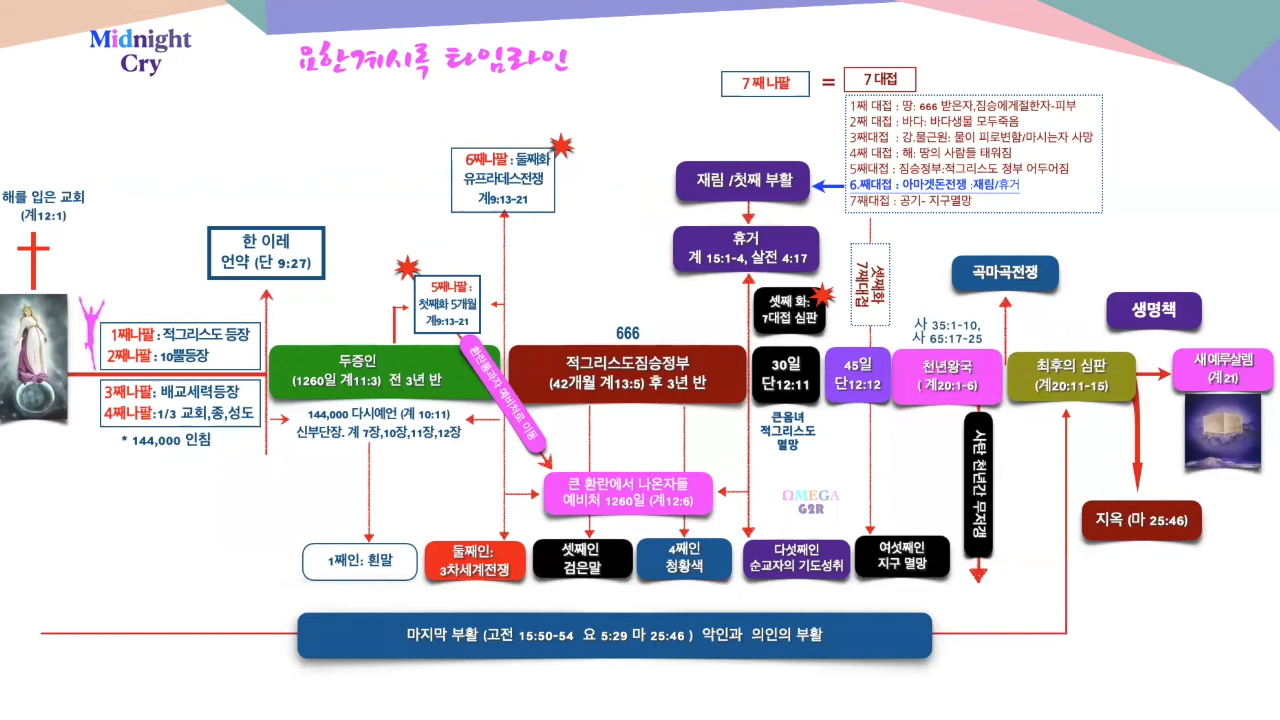 Midnight
Cry
요한계시록 타임라인
7 째나팔
=
7 대접
1째 대접 : 땅: 666 받은자,짐승에게절한자-피부
2째 대접 : 바다: 바다생물 모두죽음
3째대접 : 강.물근원: 물이 피로변함/마시는자 사망
4째 대접 : 해: 땅의 사람들 태워짐
5째대접 : 짐승정부:적그리스도 정부 어두어짐
6.째대접 : 아마겟돈전쟁 :재림/휴거
7째대접 : 공기- 지구멸망
6째나팔 : 둘째화
유프라데스전쟁
계9:13-21
재림 /첫째 부활
해를 입은 교회
(계12:1)
한 이레
언약 (단 9:27)
휴거
계 15:1-4, 살전 4:17
셋째화
7째대접
곡마곡전쟁
5째나팔 :
첫째화 5개월
계9:13-21
셋째 화:
7대접 심판
생명책
1째나팔 : 적그리스도 등장
2째나팔 : 10뿔등장
666
사 35:1-10,
사 65:17-25
두증인
(1260일 계11:3) 전 3년 반
환란통과자 예비처로 이동
적그리스도짐승정부
(42개월 계13:5) 후 3년 반
30일
단12:11
45일
단12:12
천년왕국
( 계20:1-6)
최후의 심판
(계20:11-15)
새 예루살렘
(계 21)
3째나팔 : 배교세력등장
4째나팔 :1/3 교회,종,성도
* 144,000 인침
144,000 다시예언 (계 10:11)
신부단장. 계 7장,10장,11장,12장
큰음녀
적그리스도
멸망
사탄 천년간 무저갱
큰 환란에서 나온자들
예비처 1260일 (계12:6)
ΩMEGA
G2R
지옥 (마 25:46)
1째인: 흰말
둘째인:
3차세계전쟁
셋째인
검은말
4째인
청황색
다섯째인
순교자의 기도성취
여섯째인
지구 멸망
마지막 부활 (고전 15:50-54 요 5:29 마 25:46 ) 악인과 의인의 부활